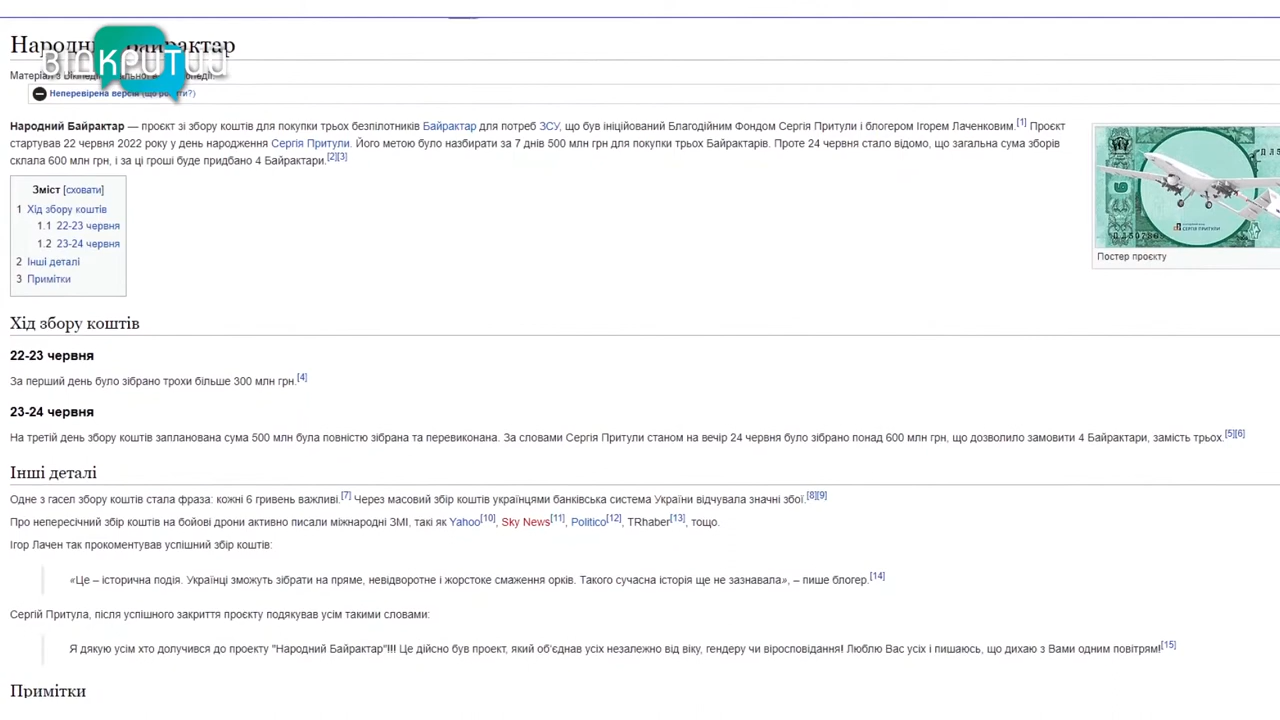 Народний Байрактар
ВІДКРИТИЙ
Матеріал з Вікіпедії
Неперевірена версія (що робити?)
Народний Байрактар — проєкт зі збору коштів для покупки трьох безпілотників Байрактар для потреб ЗСУ, що був ініційований Благодійним Фондом Сергія Притули і блогером Ігорем Лаченковим.[1] Проєкт
стартував 22 червня 2022 року у день народження Сергія Притули. Його метою було назбирати за 7 днів 500 млн грн для покупки трьох Байрактарів. Проте 24 червня стало відомо, що загальна сума зборів
склала 600 млн грн, і за ці гроші буде придбано 4 Байрактари.[2][3]
Зміст [сховати]
1 Хід збору коштів
1.1 22-23 червня
1.2 23-24 червня
2 Інші деталі
3 Примітки
СЕРГІЯ ПРИТУЛИ
Постер проєкту
Хід збору коштів
22-23 червня
За перший день було зібрано трохи більше 300 млн грн.[4]
23-24 червня
На третій день збору коштів запланована сума 500 млн була повністю зібрана та перевиконана. За словами Сергія Притули станом на вечір 24 червня було зібрано понад 600 млн грн, що дозволило замовити 4 Байрактари, замість трьох.[5][6]
Інші деталі
Одне з гасел збору коштів стала фраза: кожні 6 гривень важливі.[7] Через масовий збір коштів українцями банківська система України відчувала значні збої.[8][9]
Про непересічний збір коштів на бойові дрони активно писали міжнародні ЗМІ, такі як Yahoo[10], Sky News[11], Politico[12], TRhaber[13], тощо.
Ігор Лачен так прокоментував успішний збір коштів:
«Це – історична подія. Українці зможуть зібрати на пряме, невідворотне і жорстоке смаження орків. Такого сучасна історія ще не зазнавала», – пише блогер.[14]
Сергій Притула, після успішного закриття проєкту подякував усім такими словами:
Я дякую усім хто долучився до проекту "Народний Байрактар"!!! Це дійсно був проект, який об'єднав усіх незалежно від віку, гендеру чи віросповідання! Люблю Вас усіх і пишаюсь, що дихаю з Вами одним повітрям![15]
Примітки